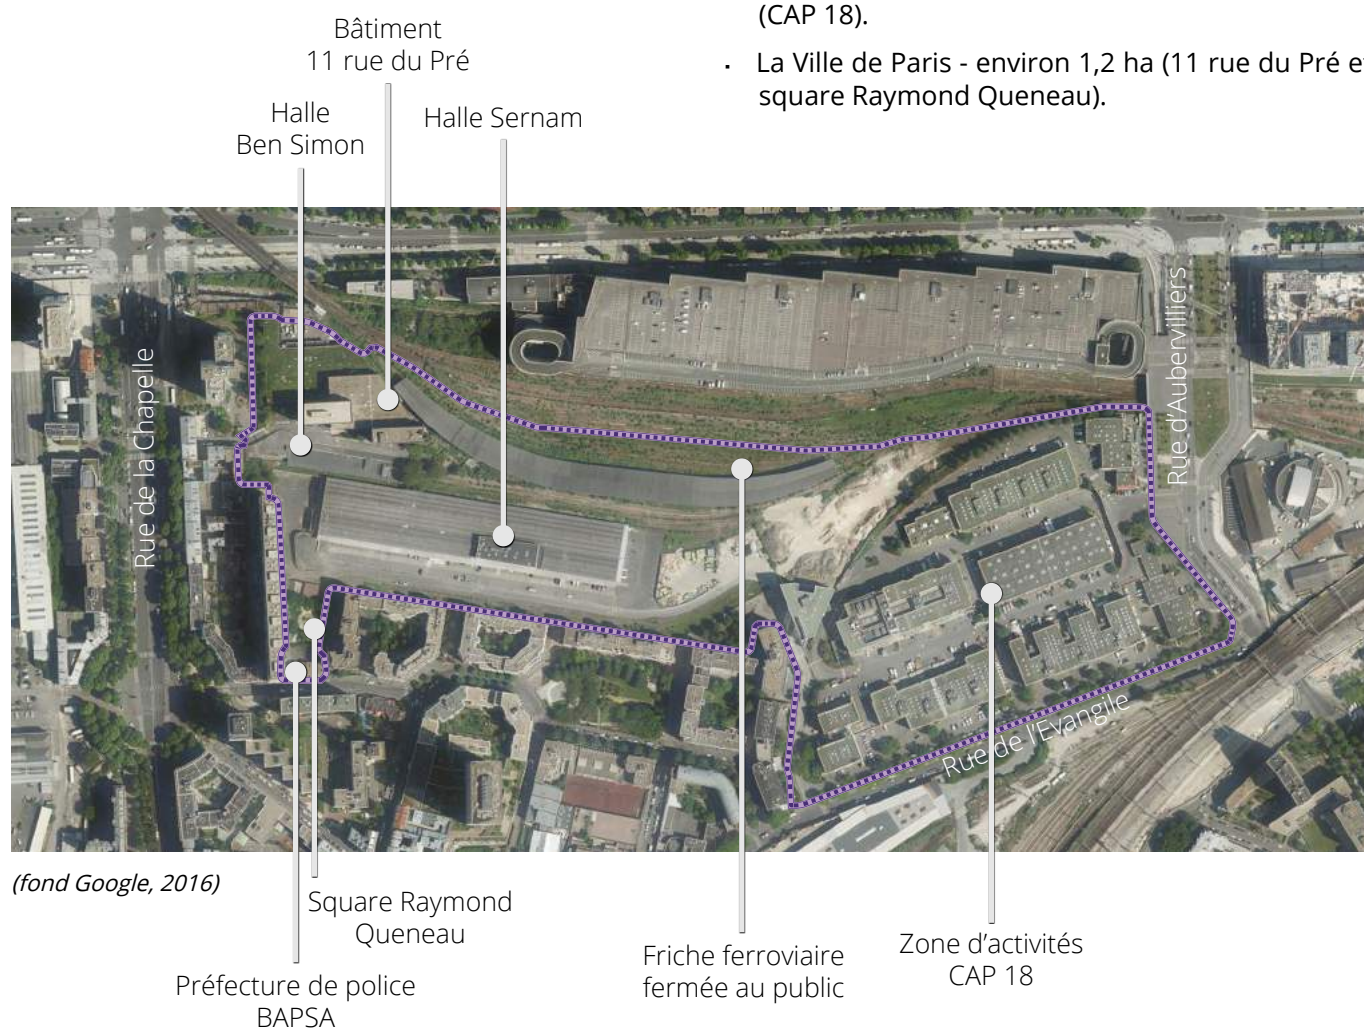 (CAP 18).
· La Ville de Paris - environ 1,2 ha (11 rue du Pré et
square Raymond Queneau).
Bâtiment
11 rue du Pré
Halle
Ben Simon
Halle Sernam
Rue de la Chapelle
Rue d'Aubervilliers
Rue de l'Evangile
(fond Google, 2016)
Square Raymond
Queneau
Préfecture de police
BAPSA
Friche ferroviaire
fermée au public
Zone d'activités
CAP 18